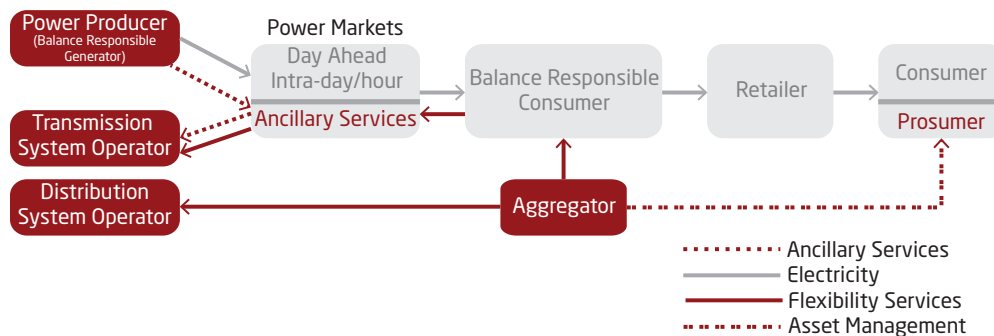 Power Producer
(Balance Responsible
Generator)
Power Markets
Day Ahead
Intra-day/hour
Ancillary Services
Balance Responsible
Consumer
Retailer
Consumer
Prosumer
Transmission
System Operator
Distribution
System Operator
Aggregator
Ancillary Services
Electricity
Flexibility Services
Asset Management